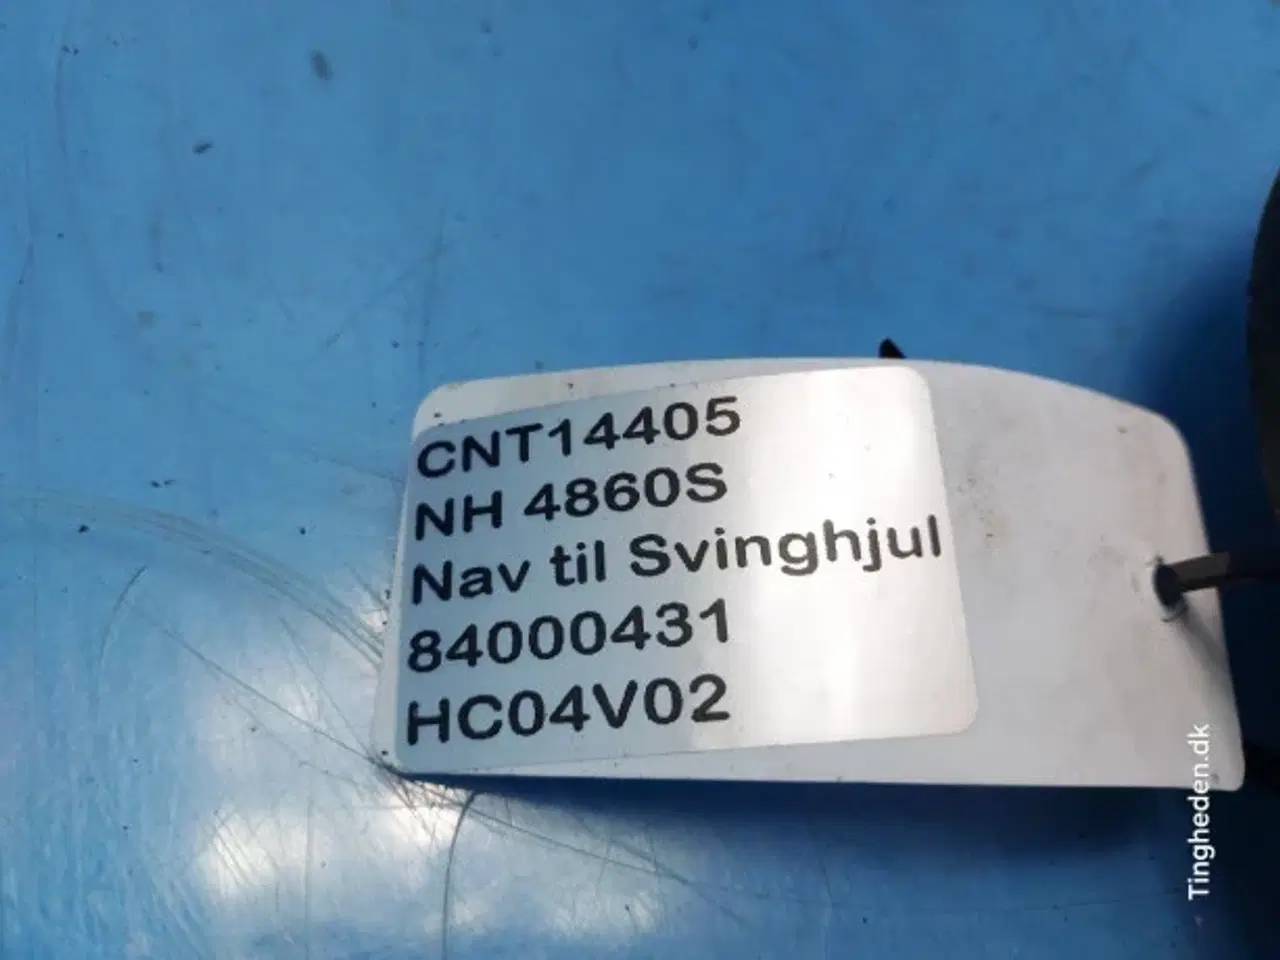 CNT14405
NH 4860S
Nav til Svinghjul
84000431
HC04V02
Tingheden.dk